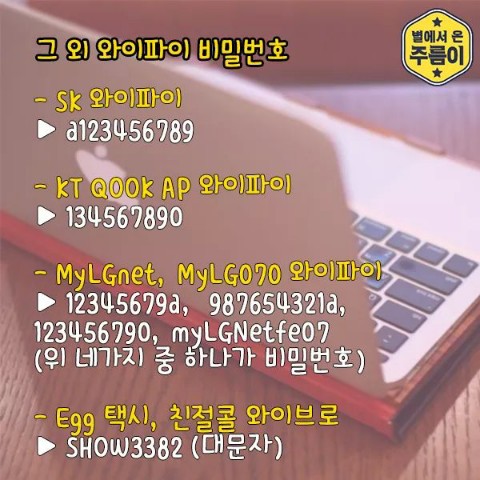 그 외 와이파이 비밀번호
별에서 온
주름이
- SK 와이파이
▶ a123456789
- KT QOOK AP 와이파이
▶ 134567890
- MyLGnet, MyLG070 와이파이
▶ 12345679a, 987654321a,
123456790, myLGNetfe07
(위 네가지 중 하나가 비밀번호)
- Egg 택시, 친절콜 와이브로
▶ SHOW3382 (대문자)